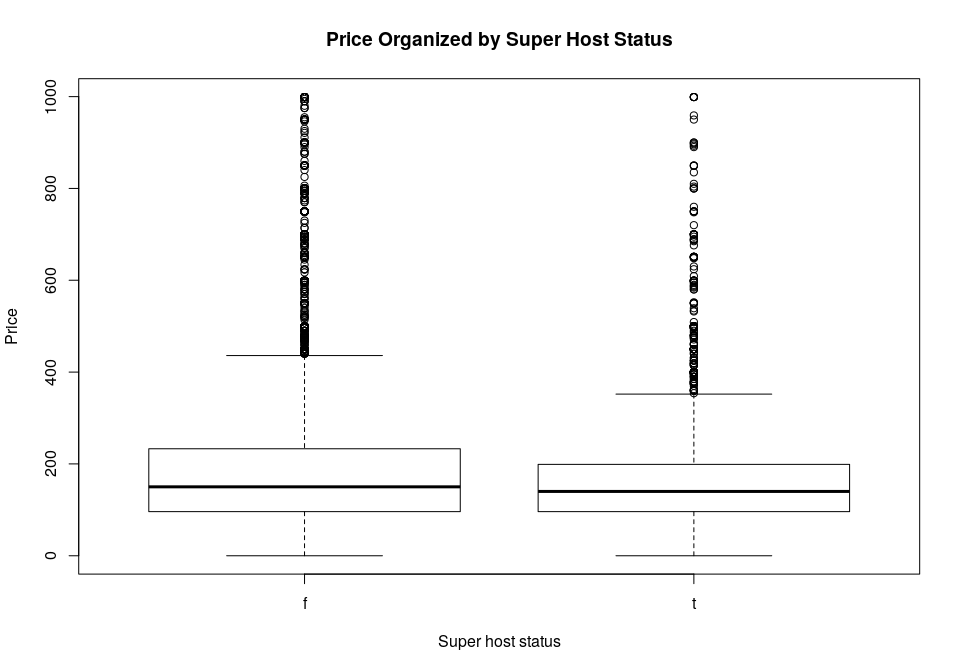 Price Organized by Super Host Status
1000
800
600
400
200
0
Price
f
t
Super host status